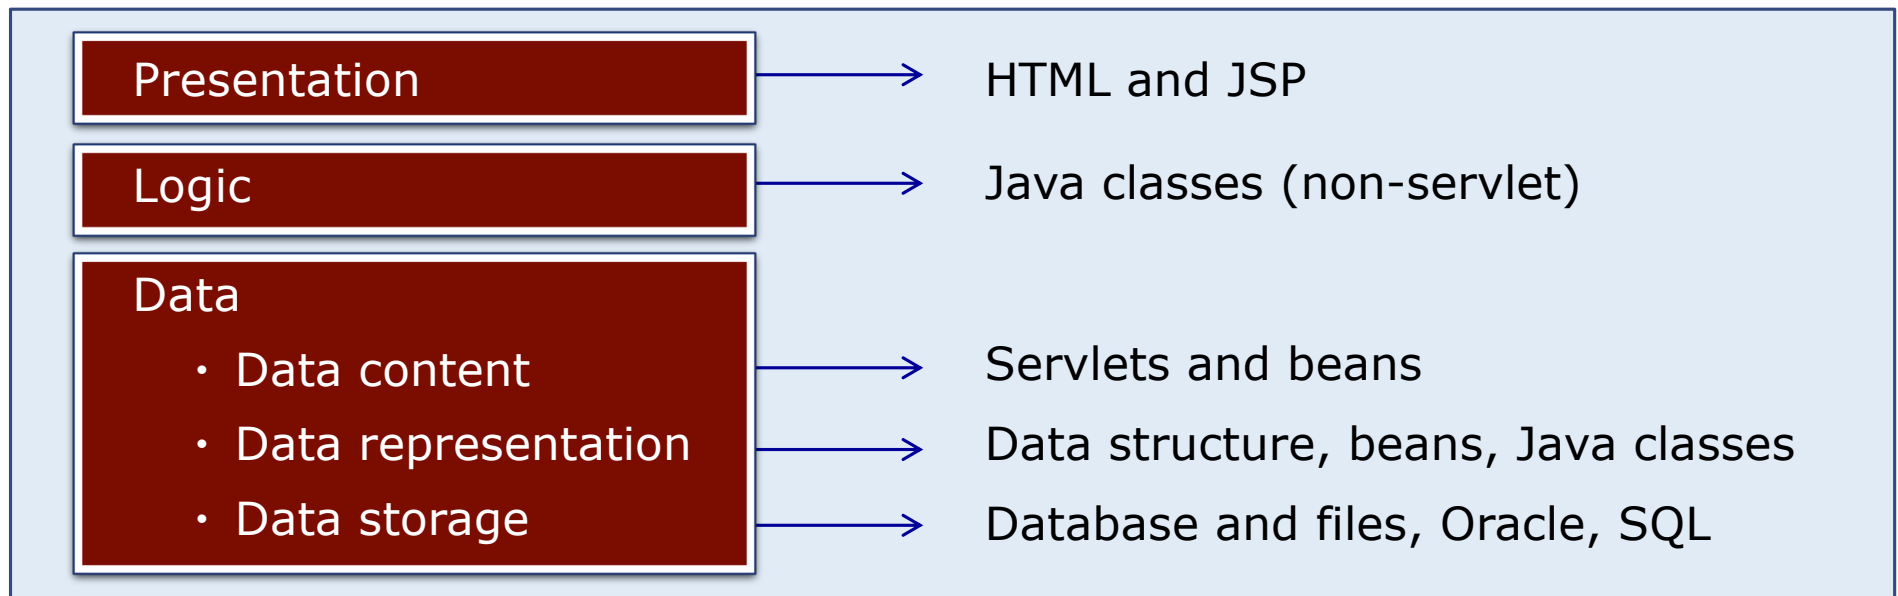 Presentation
HTML and JSP
Logic
Java classes (non-servlet)
Data
· Data content
Servlets and beans
· Data representation
Data structure, beans, Java classes
· Data storage
Database and files, Oracle, SQL